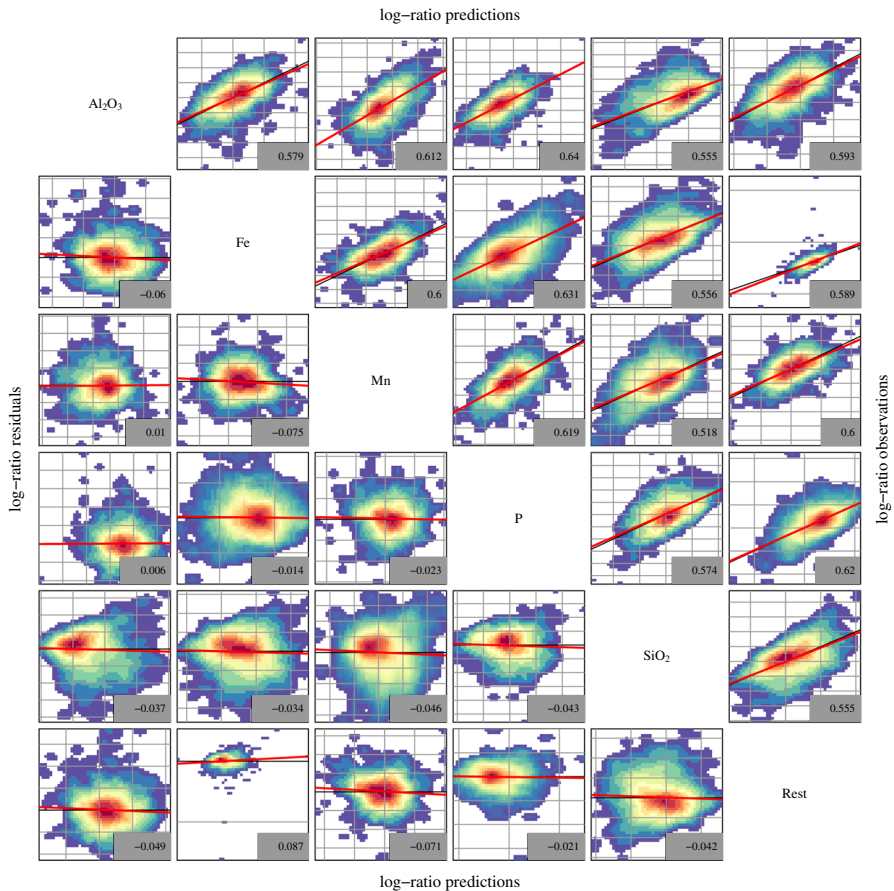 log−ratio predictions
Al₂O₃ 0.579 0.612 0.64 0.555 0.593
−0.06 Fe 0.6 0.631 0.556 0.589
0.01 −0.075 Mn 0.619 0.518 0.6
0.006 −0.014 −0.023 P 0.574 0.62
−0.037 −0.034 −0.046 −0.043 SiO₂ 0.555
−0.049 0.087 −0.071 −0.021 −0.042 Rest
log−ratio residuals
log−ratio observations
log−ratio predictions